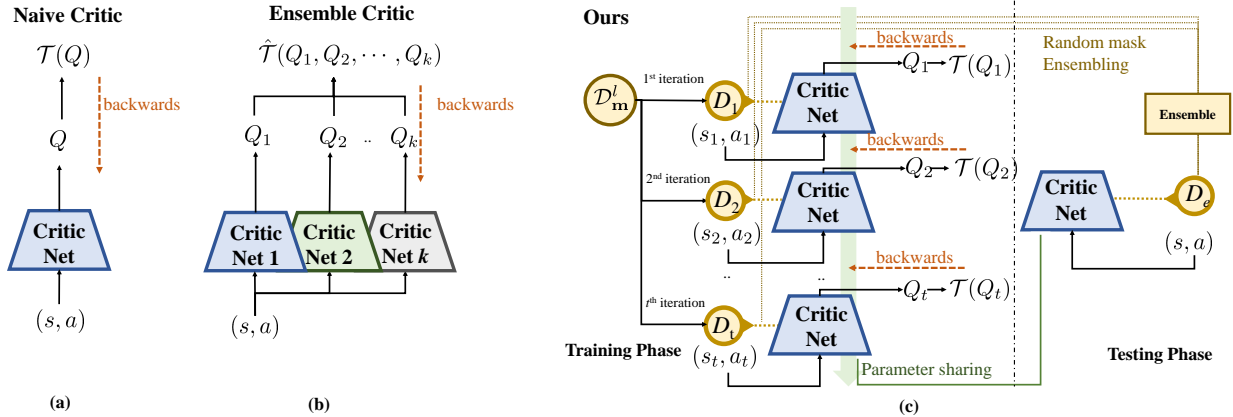 Naive Critic
𝒯(Q)
backwards
Q
Critic
Net
(s, a)
(a)
Ensemble Critic
𝒯̂(Q₁, Q₂, ⋯ , Qₖ)
backwards
Q₁
Q₂
..
Qₖ
Critic
Net 1
Critic
Net 2
Critic
Net k
(s, a)
(b)
Ours
𝒟ˡₘ
1st iteration
D₁
(s₁, a₁)
Critic
Net
backwards
Q₁
𝒯(Q₁)
2nd iteration
D₂
(s₂, a₂)
Critic
Net
backwards
Q₂
𝒯(Q₂)
..
..
tth iteration
Dₜ
(sₜ, aₜ)
Critic
Net
backwards
Qₜ
𝒯(Qₜ)
Training Phase
Parameter sharing
Random mask
Ensembling
Ensemble
Critic
Net
Dₑ
(s, a)
Testing Phase
(c)